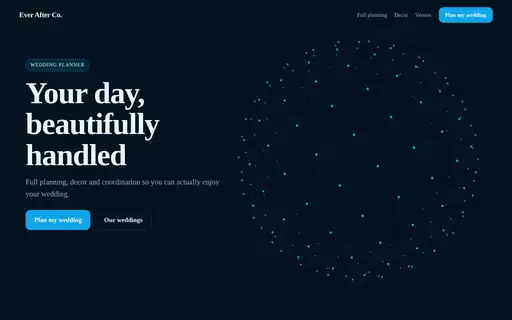 Ever After Co.
Full planning
Decor
Venues
Plan my wedding
WEDDING PLANNER
Your day,
beautifully
handled
Full planning, decor and coordination so you can actually enjoy
your wedding.
Plan my wedding
Our weddings